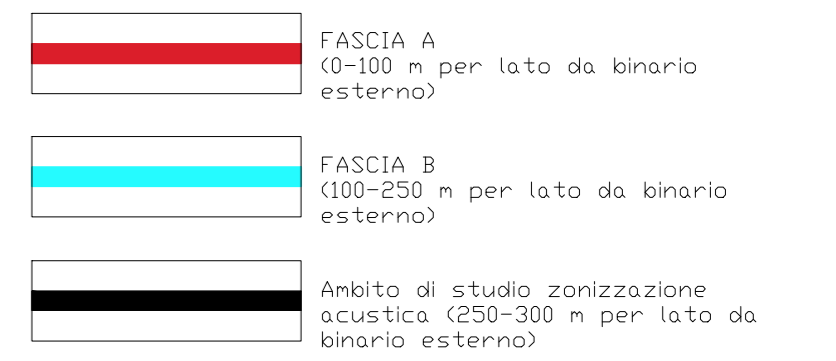 FASCIA A
(0-100 m per lato da binario
esterno)
FASCIA B
(100-250 m per lato da binario
esterno)
Ambito di studio zonizzazione
acustica (250-300 m per lato da
binario esterno)